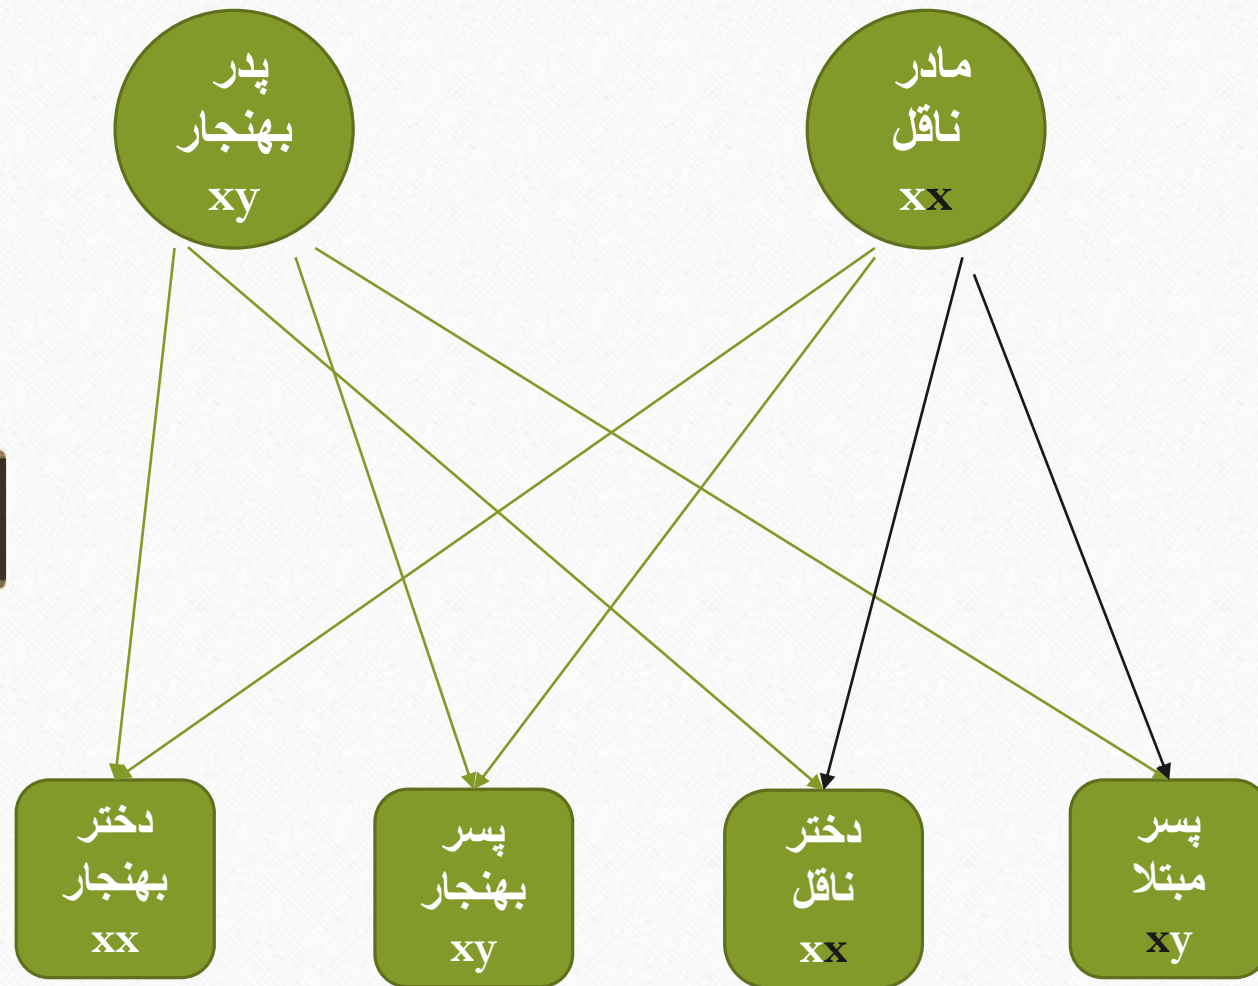 مادر
ناقل
xx
پدر
بهنجار
xy
پسر
مبتلا
xy
دختر
ناقل
xx
پسر
بهنجار
xy
دختر
بهنجار
xx